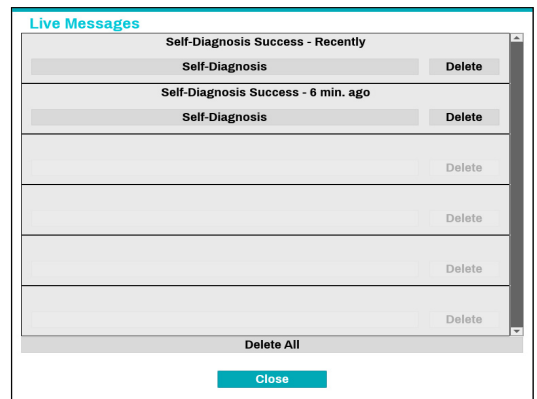 Live Messages
Self-Diagnosis Success - Recently
Self-Diagnosis Delete
Self-Diagnosis Success - 6 min. ago
Self-Diagnosis Delete
Delete
Delete
Delete
Delete
Delete All
Close